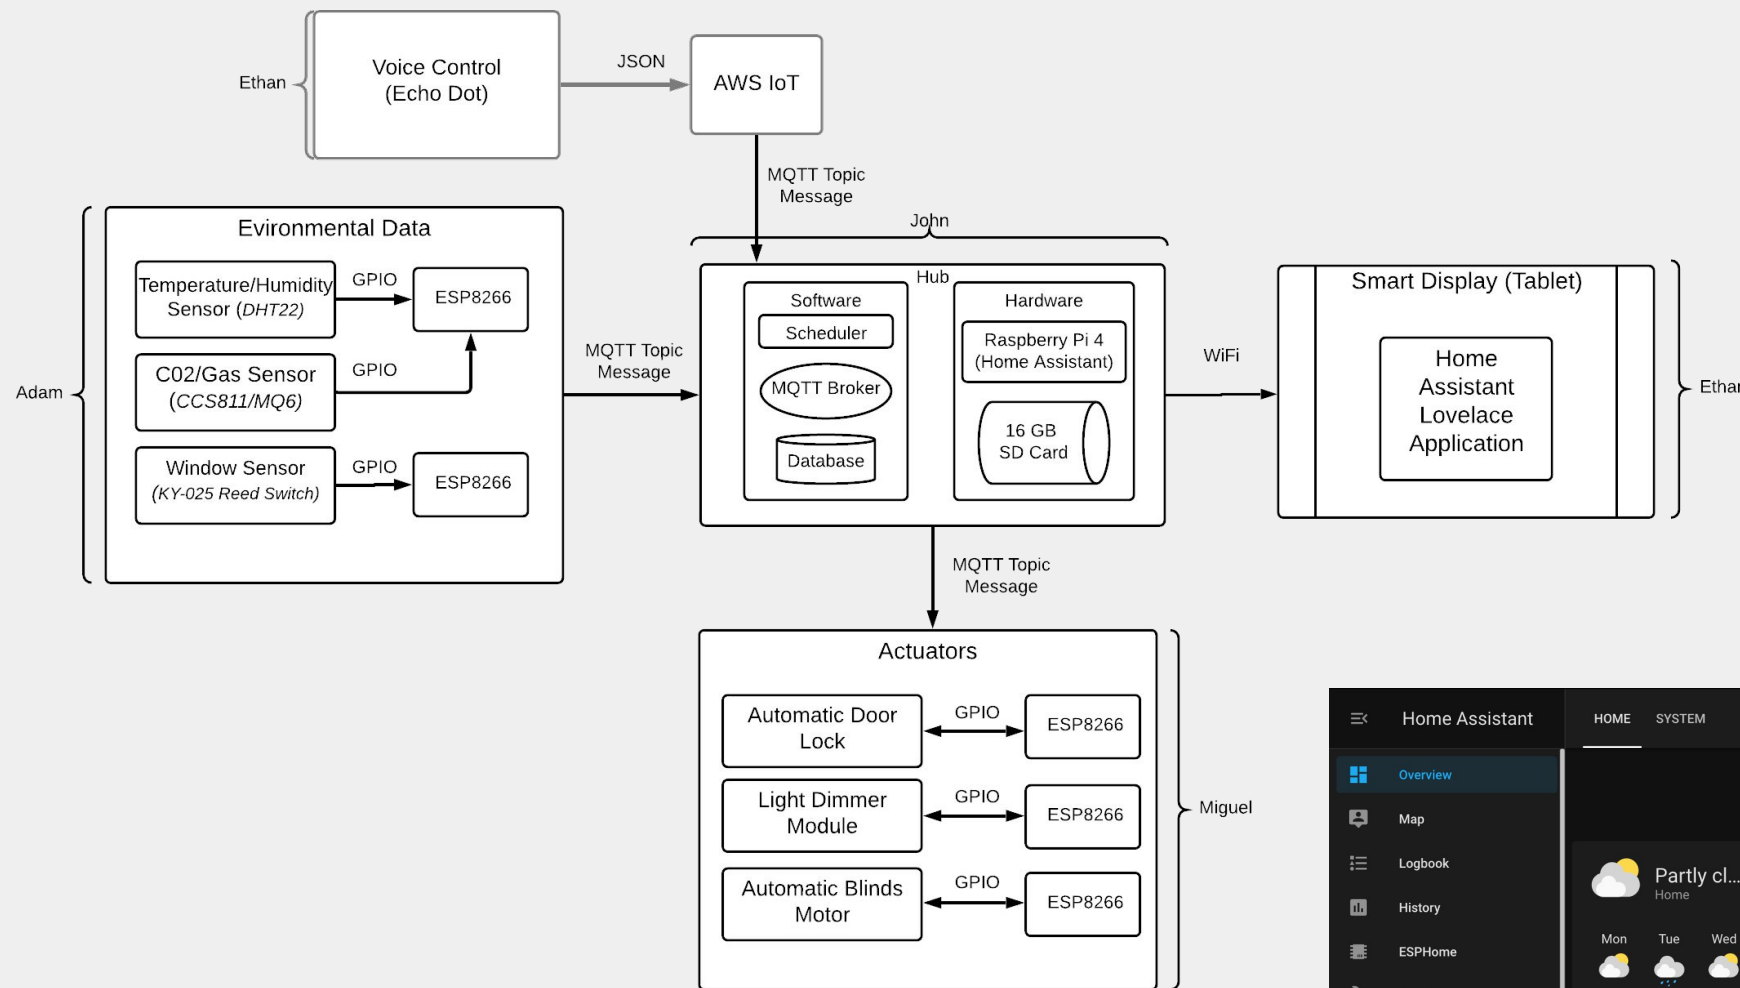 Ethan
Voice Control
(Echo Dot)
JSON
AWS IoT
MQTT Topic
Message
John
Adam
Evironmental Data
Temperature/Humidity
Sensor (DHT22)
GPIO
ESP8266
C02/Gas Sensor
(CCS811/MQ6)
GPIO
Window Sensor
(KY-025 Reed Switch)
GPIO
ESP8266
MQTT Topic
Message
Hub
Software
Scheduler
MQTT Broker
Database
Hardware
Raspberry Pi 4
(Home Assistant)
16 GB
SD Card
WiFi
Smart Display (Tablet)
Home
Assistant
Lovelace
Application
Ethan
MQTT Topic
Message
Actuators
Automatic Door
Lock
GPIO
ESP8266
Light Dimmer
Module
GPIO
ESP8266
Automatic Blinds
Motor
GPIO
ESP8266
Miguel
Home Assistant
HOME SYSTEM
Overview
Map
Logbook
History
ESPHome
Partly cl...
Home
Mon Tue Wed